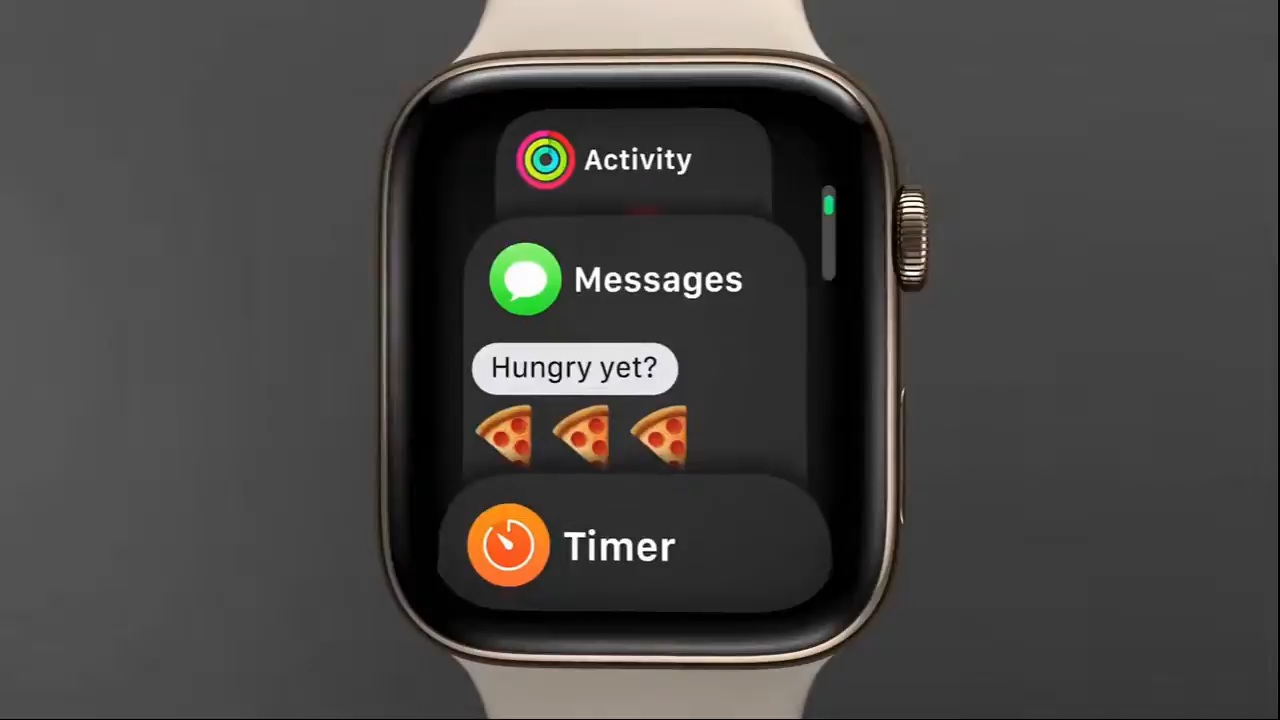 Activity
Messages
Hungry yet?
🍕 🍕 🍕
Timer